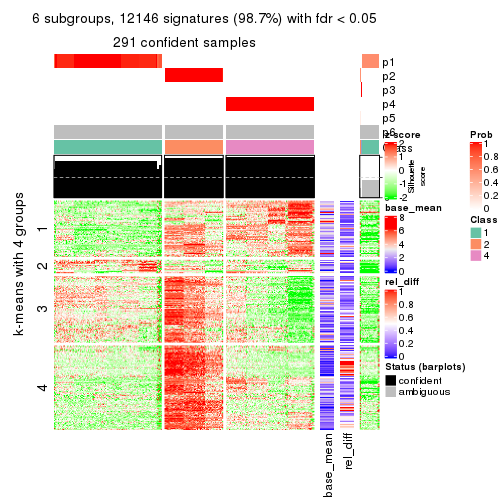 6 subgroups, 12146 signatures (98.7%) with fdr < 0.05
291 confident samples
p1
p2
p3
p4
p5
p6
Class
Silhouette
score
k-means with 4 groups
1
2
3
4
base_mean
rel_diff
z-score
2
1
0
-1
-2
base_mean
8
6
4
2
0
rel_diff
1
0.8
0.6
0.4
0.2
0
Status (barplots)
confident
ambiguous
Prob
1
0.8
0.6
0.4
0.2
0
Class
1
2
4